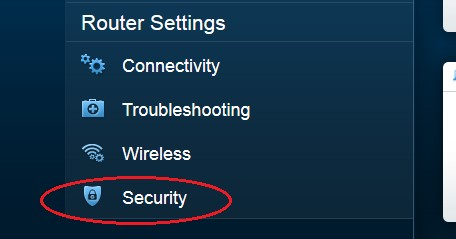 Router Settings
Connectivity
Troubleshooting
Wireless
Security